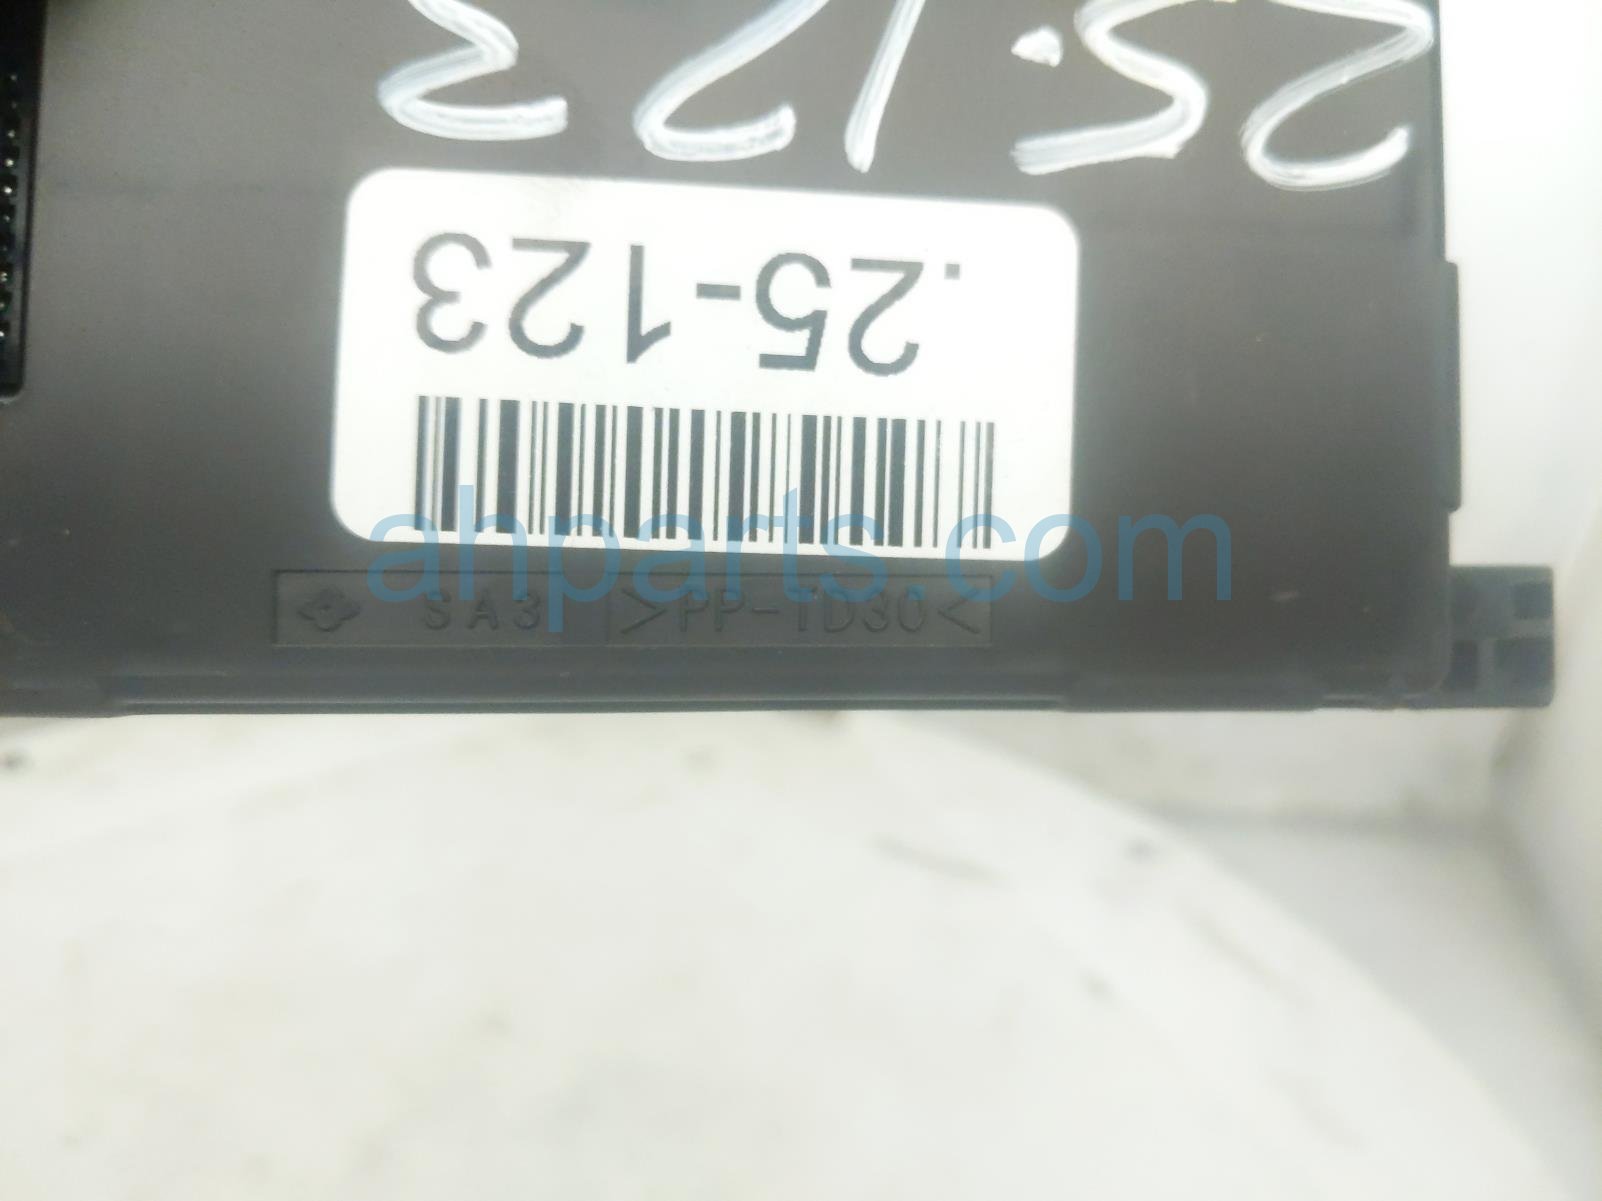 25.123
.25-123
SA3 >PP-TD30<
ahparts.com